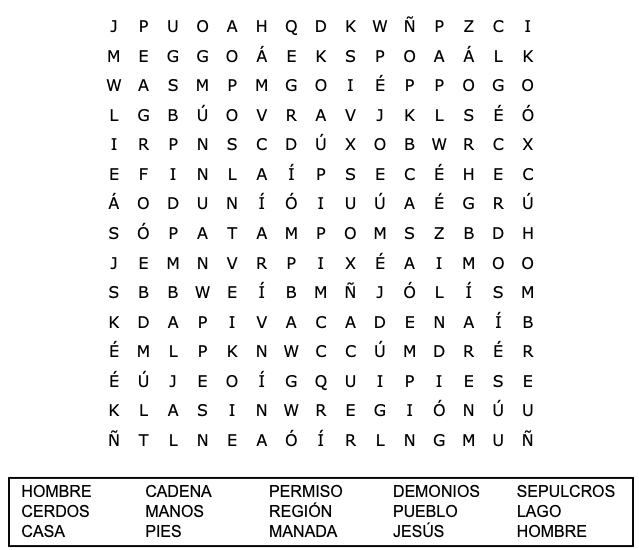 J P U O A H Q D K W Ñ P Z C I
M E G G O Á E K S P O A Á L K
W A S M P M G O I É P P O G O
L G B Ú O V R A V J K L S É Ó
I R P N S C D Ú X O B W R C X
E F I N L A Í P S E C É H E C
Á O D U N Í Ó I U Ú A É G R Ú
S Ó P A T A M P O M S Z B D H
J E M N V R P I X É A I M O O
S B B W E Í B M Ñ J Ó L Í S M
K D A P I V A C A D E N A Í B
É M L P K N W C C Ú M D R É R
É Ú J E O Í G Q U I P I E S E
K L A S I N W R E G I Ó N Ú U
Ñ T L N E A Ó Í R L N G M U Ñ
HOMBRE CADENA PERMISO DEMONIOS SEPULCROS
CERDOS MANOS REGIÓN PUEBLO LAGO
CASA PIES MANADA JESÚS HOMBRE